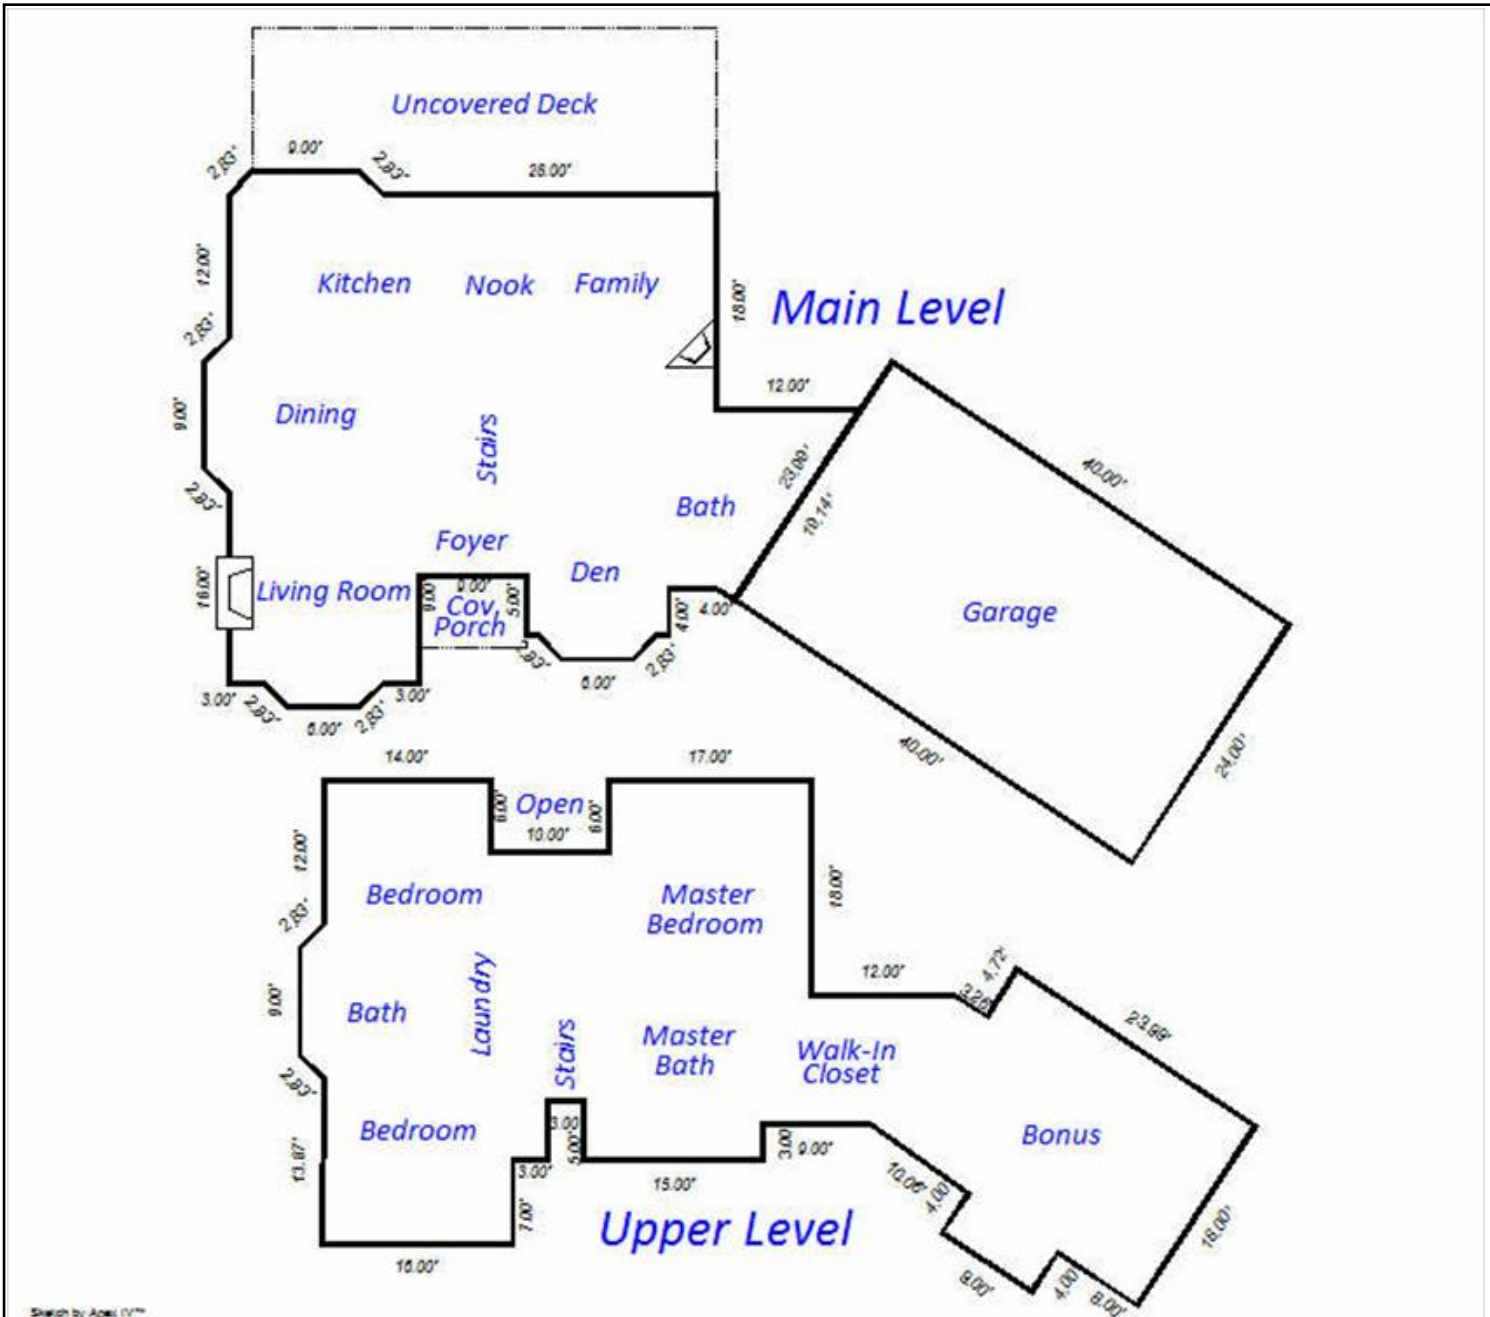 Uncovered Deck
2.83'
9.00'
2.83'
28.00'
12.00'
Kitchen
Nook
Family
18.00'
Main Level
2.83'
12.00'
9.00'
Dining
Stairs
40.00'
2.83'
Bath
19.14'
Foyer
Den
Living Room
9.00'
9.00'
5.00'
Cov.
Porch
4.00'
4.00'
Garage
2.83'
2.83'
6.00'
3.00'
2.83'
6.00'
2.83'
3.00'
40.00'
24.00'
14.00'
17.00'
Open
6.00'
6.00'
10.00'
12.00'
Bedroom
Master
Bedroom
18.00'
2.83'
12.00'
4.72'
3.26'
23.99'
9.00'
Bath
Laundry
Stairs
Master
Bath
Walk-In
Closet
2.83'
Bedroom
3.00'
5.00'
3.00'
9.00'
Bonus
13.87'
3.00'
15.00'
10.06'
4.00'
7.00'
Upper Level
18.00'
16.00'
9.00'
4.00'
8.00'
Sketch by Apex IV™